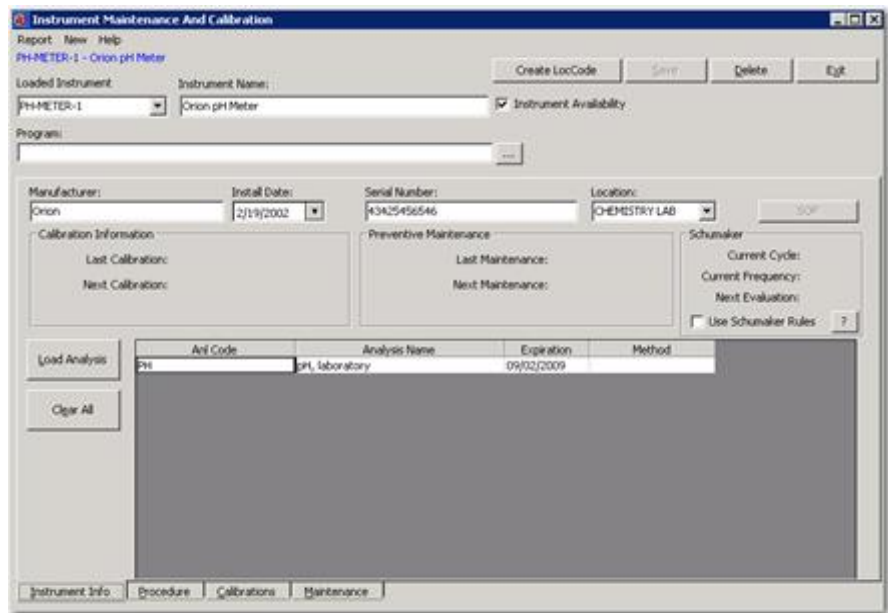 Instrument Maintenance And Calibration
Report New Help
PH-METER-1 - Orion pH Meter
Create LocCode Save Delete Exit
Loaded Instrument Instrument Name:
PH-METER-1 Orion pH Meter Instrument Availability
Program:
...
Manufacturer: Install Date: Serial Number: Location:
Orion 2/19/2002 43425456546 CHEMISTRY LAB SOP
Calibration Information Preventive Maintenance Schumaker
Last Calibration: Last Maintenance: Current Cycle:
Next Calibration: Next Maintenance: Current Frequency:
Next Evaluation:
Use Schumaker Rules ?
Load Analysis Anl Code Analysis Name Expiration Method
PH pH, laboratory 09/02/2009
Clear All
Instrument Info Procedure Calibrations Maintenance